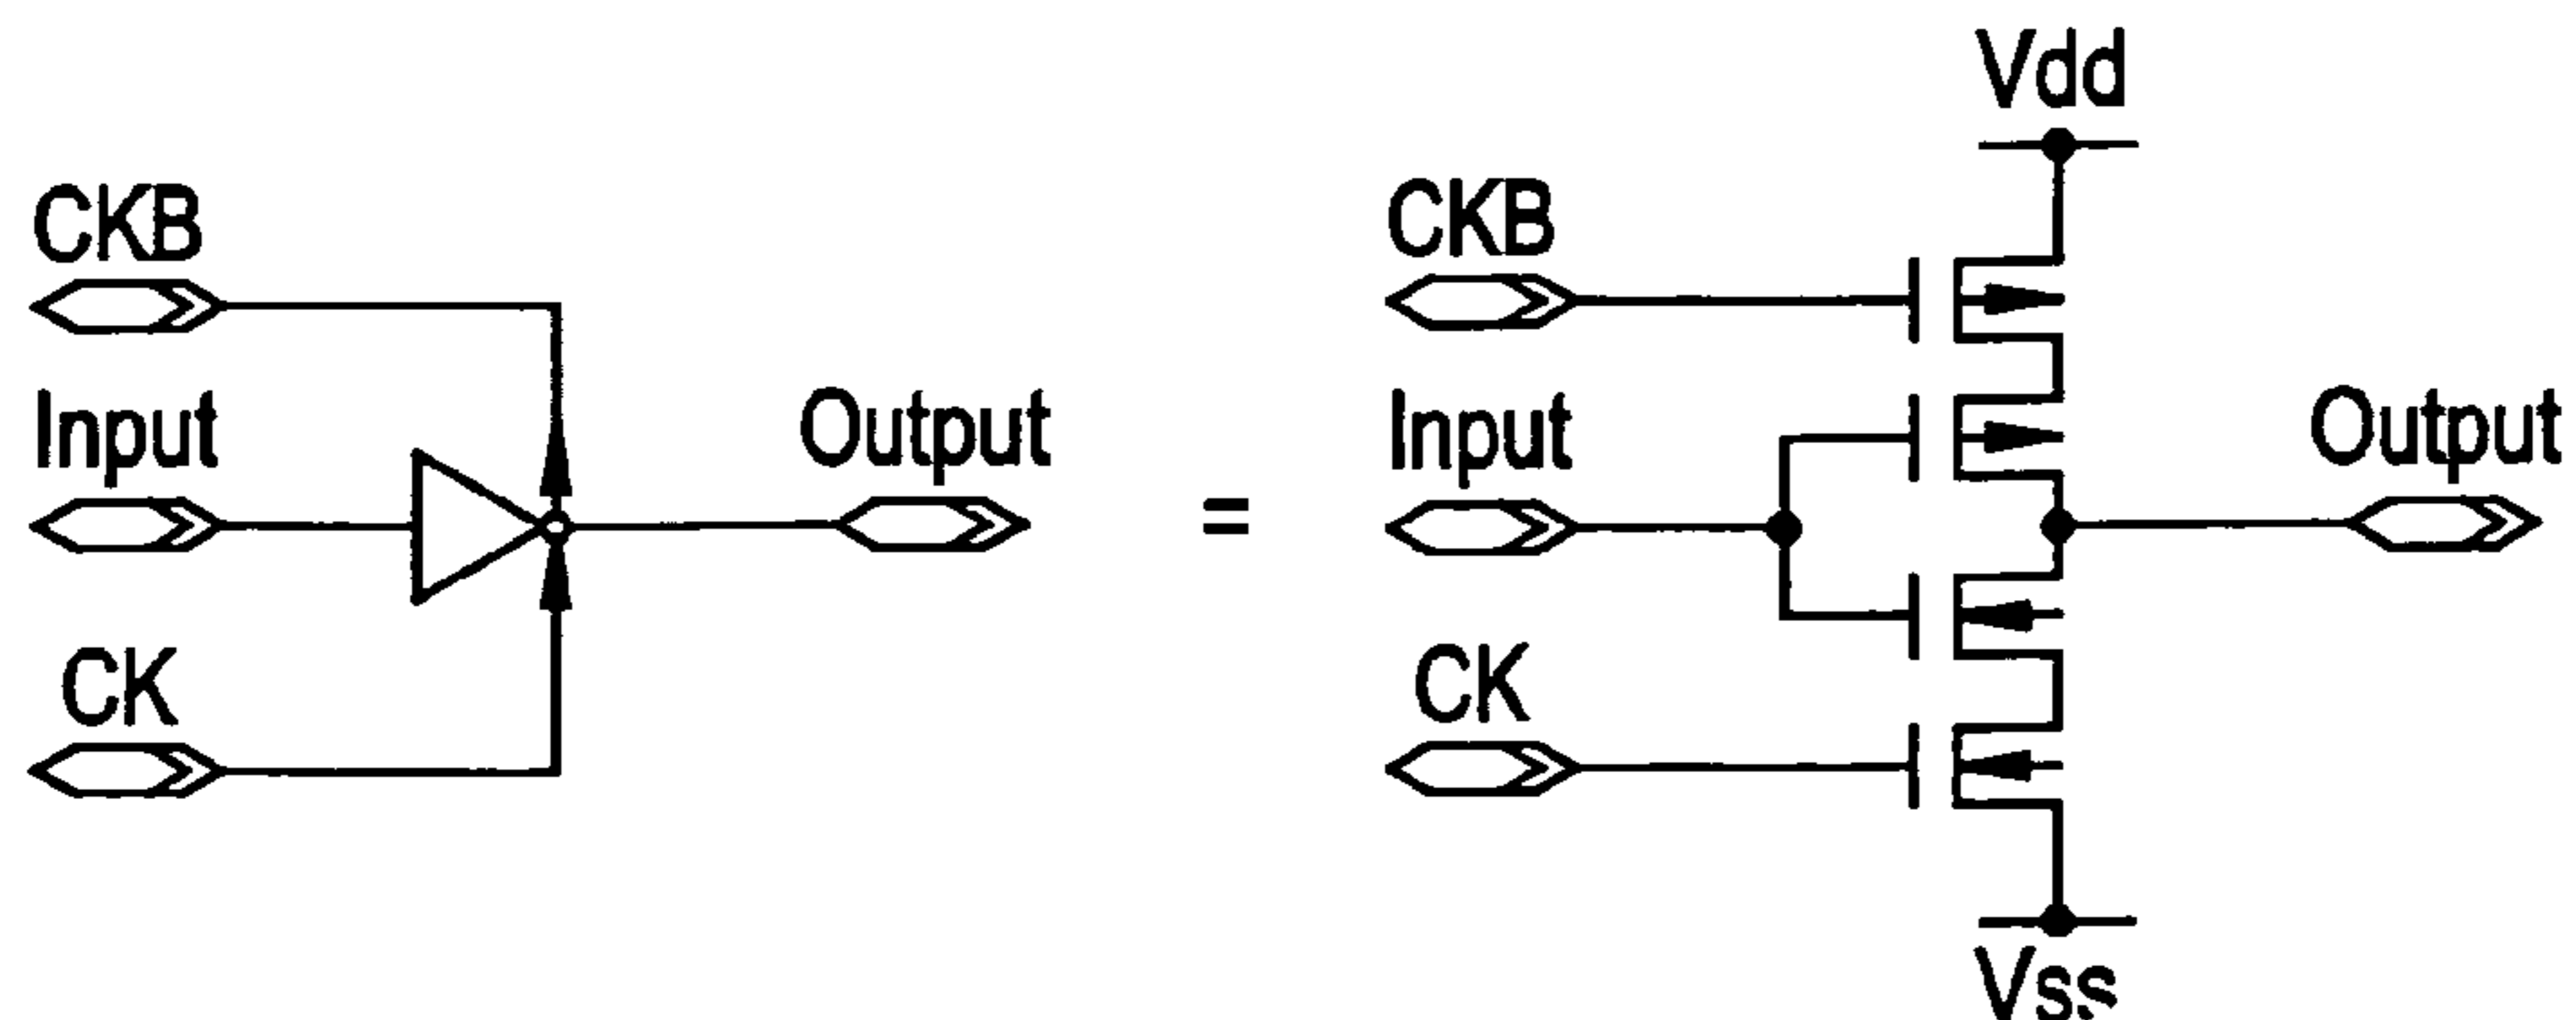 CKB
Input
CK
Output
=
Vdd
CKB
Input
CK
Output
Vss